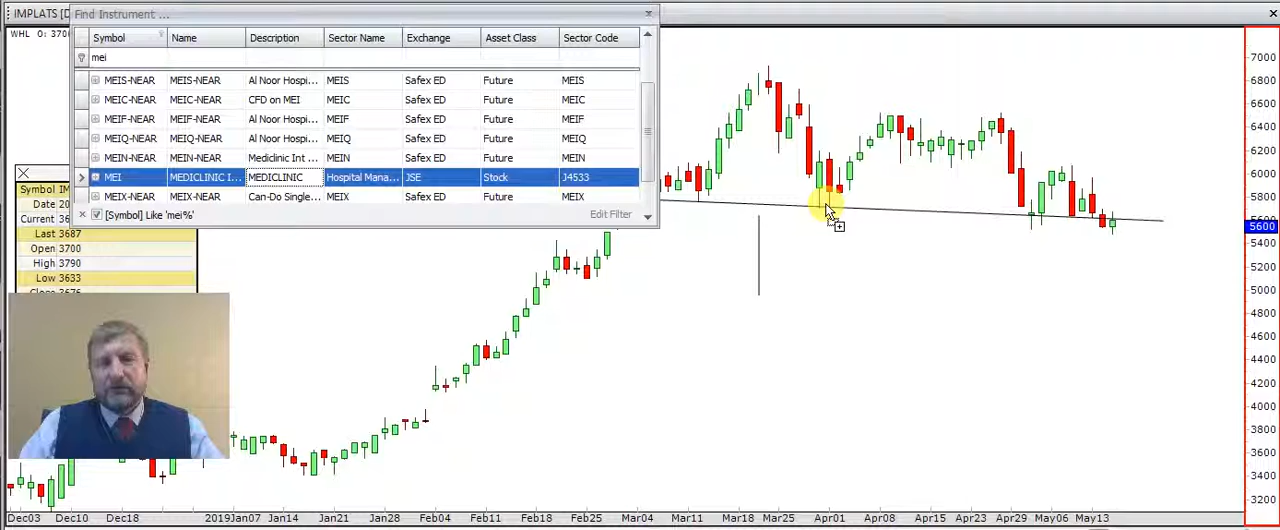 IMPLATS [D
Find Instrument ...
WHL O: 370
Symbol Name Description Sector Name Exchange Asset Class Sector Code
mei
MEIS-NEAR MEIS-NEAR Al Noor Hospi... MEIS Safex ED Future MEIS
MEIC-NEAR MEIC-NEAR CFD on MEI MEIC Safex ED Future MEIC
MEIF-NEAR MEIF-NEAR Al Noor Hospi... MEIF Safex ED Future MEIF
MEIQ-NEAR MEIQ-NEAR Al Noor Hospi... MEIQ Safex ED Future MEIQ
MEIN-NEAR MEIN-NEAR Mediclinic Int ... MEIN Safex ED Future MEIN
MEI MEDICLINIC I... MEDICLINIC Hospital Mana... JSE Stock J4533
MEIX-NEAR MEIX-NEAR Can-Do Single... MEIX Safex ED Future MEIX
[Symbol] Like 'mei%' Edit Filter
Symbol IM
Date 20
Current 36
Last 3687
Open 3700
High 3790
Low 3633
Close 3676
7000
6800
6600
6400
6200
6000
5800
5600
5600
5400
5200
5000
4800
4600
4400
4200
4000
3800
3600
3400
3200
Dec03 Dec10 Dec18 2019Jan07 Jan14 Jan21 Jan28 Feb04 Feb11 Feb18 Feb25 Mar04 Mar11 Mar18 Mar25 Apr01 Apr08 Apr15 Apr23 Apr29 May06 May13